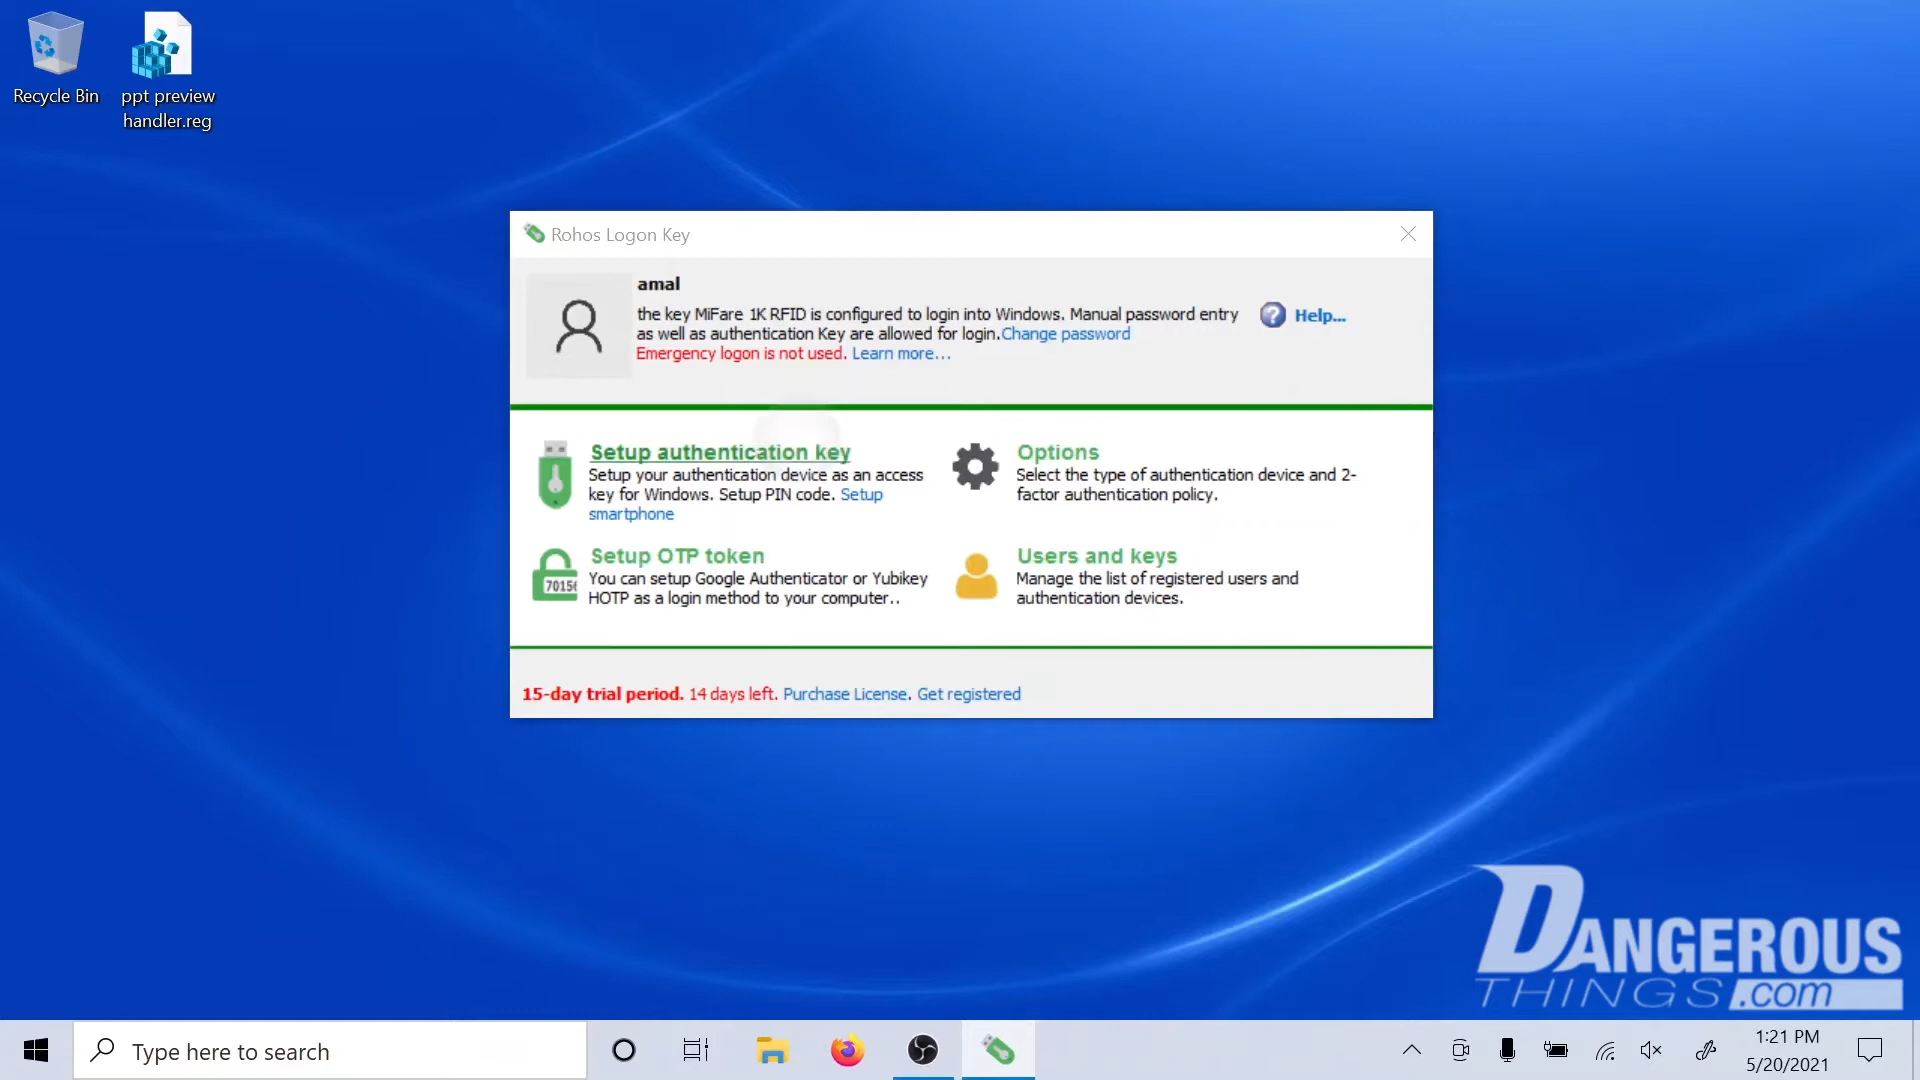 Recycle Bin
ppt preview
handler.reg
Rohos Logon Key
amal
the key MiFare 1K RFID is configured to login into Windows. Manual password entry
as well as authentication Key are allowed for login.Change password
Emergency logon is not used. Learn more...
Help...
Setup authentication key
Setup your authentication device as an access
key for Windows. Setup PIN code. Setup
smartphone
Options
Select the type of authentication device and 2-
factor authentication policy.
Setup OTP token
You can setup Google Authenticator or Yubikey
HOTP as a login method to your computer..
70156
Users and keys
Manage the list of registered users and
authentication devices.
15-day trial period. 14 days left. Purchase License. Get registered
DANGEROUS
THINGS.com
Type here to search
1:21 PM
5/20/2021